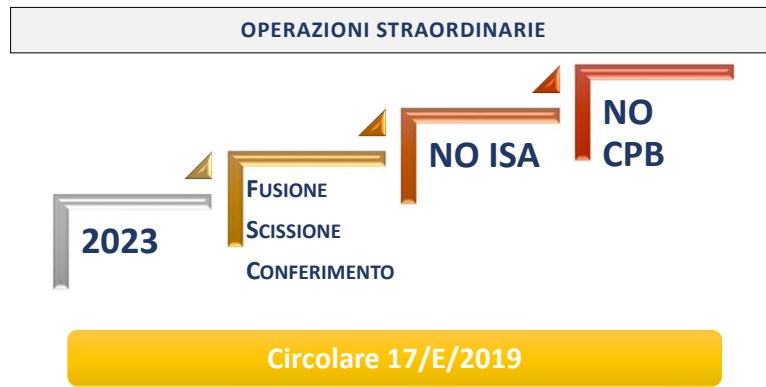 OPERAZIONI STRAORDINARIE
2023
FUSIONE
SCISSIONE
CONFERIMENTO
NO ISA
NO
CPB
Circolare 17/E/2019